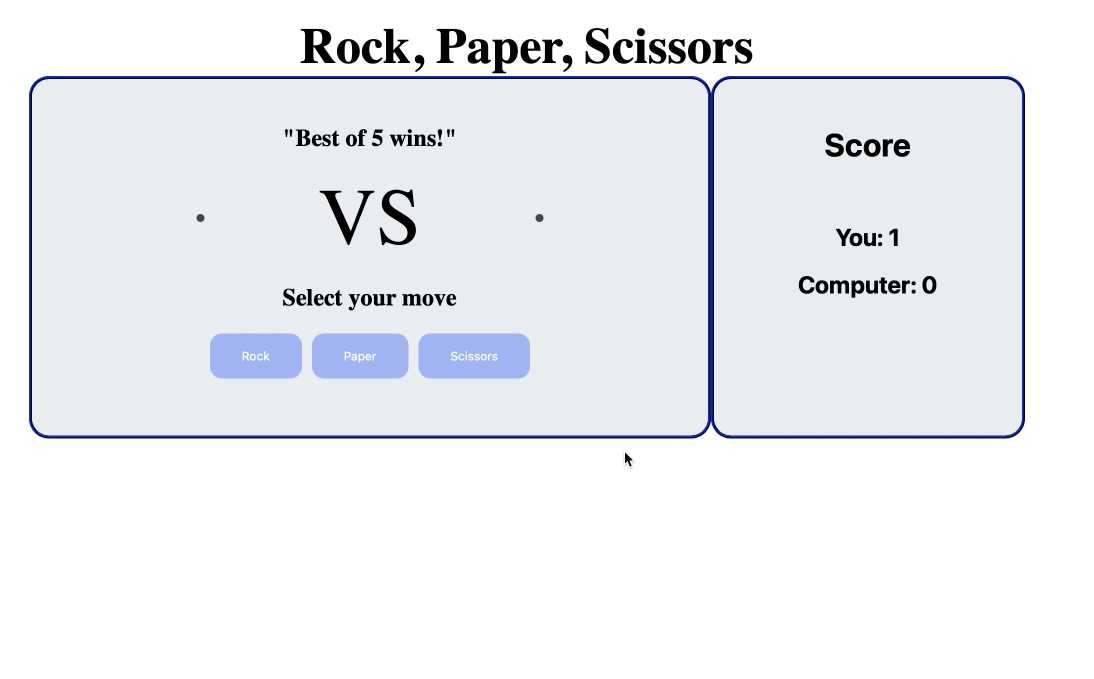 Rock, Paper, Scissors
"Best of 5 wins!"
VS
Select your move
Rock Paper Scissors
Score
You: 1
Computer: 0